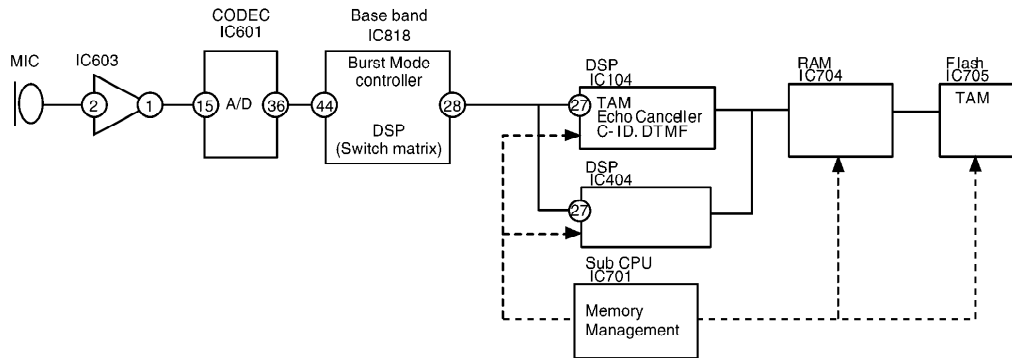 MIC
IC603
2
1
CODEC
IC601
15
A/D
36
Base band
IC818
Burst Mode
controller
44
28
DSP
(Switch matrix)
DSP
IC104
27
TAM
Echo Canceller
C-ID. DTMF
DSP
IC404
27
RAM
IC704
Flash
IC705
TAM
Sub CPU
IC701
Memory
Management